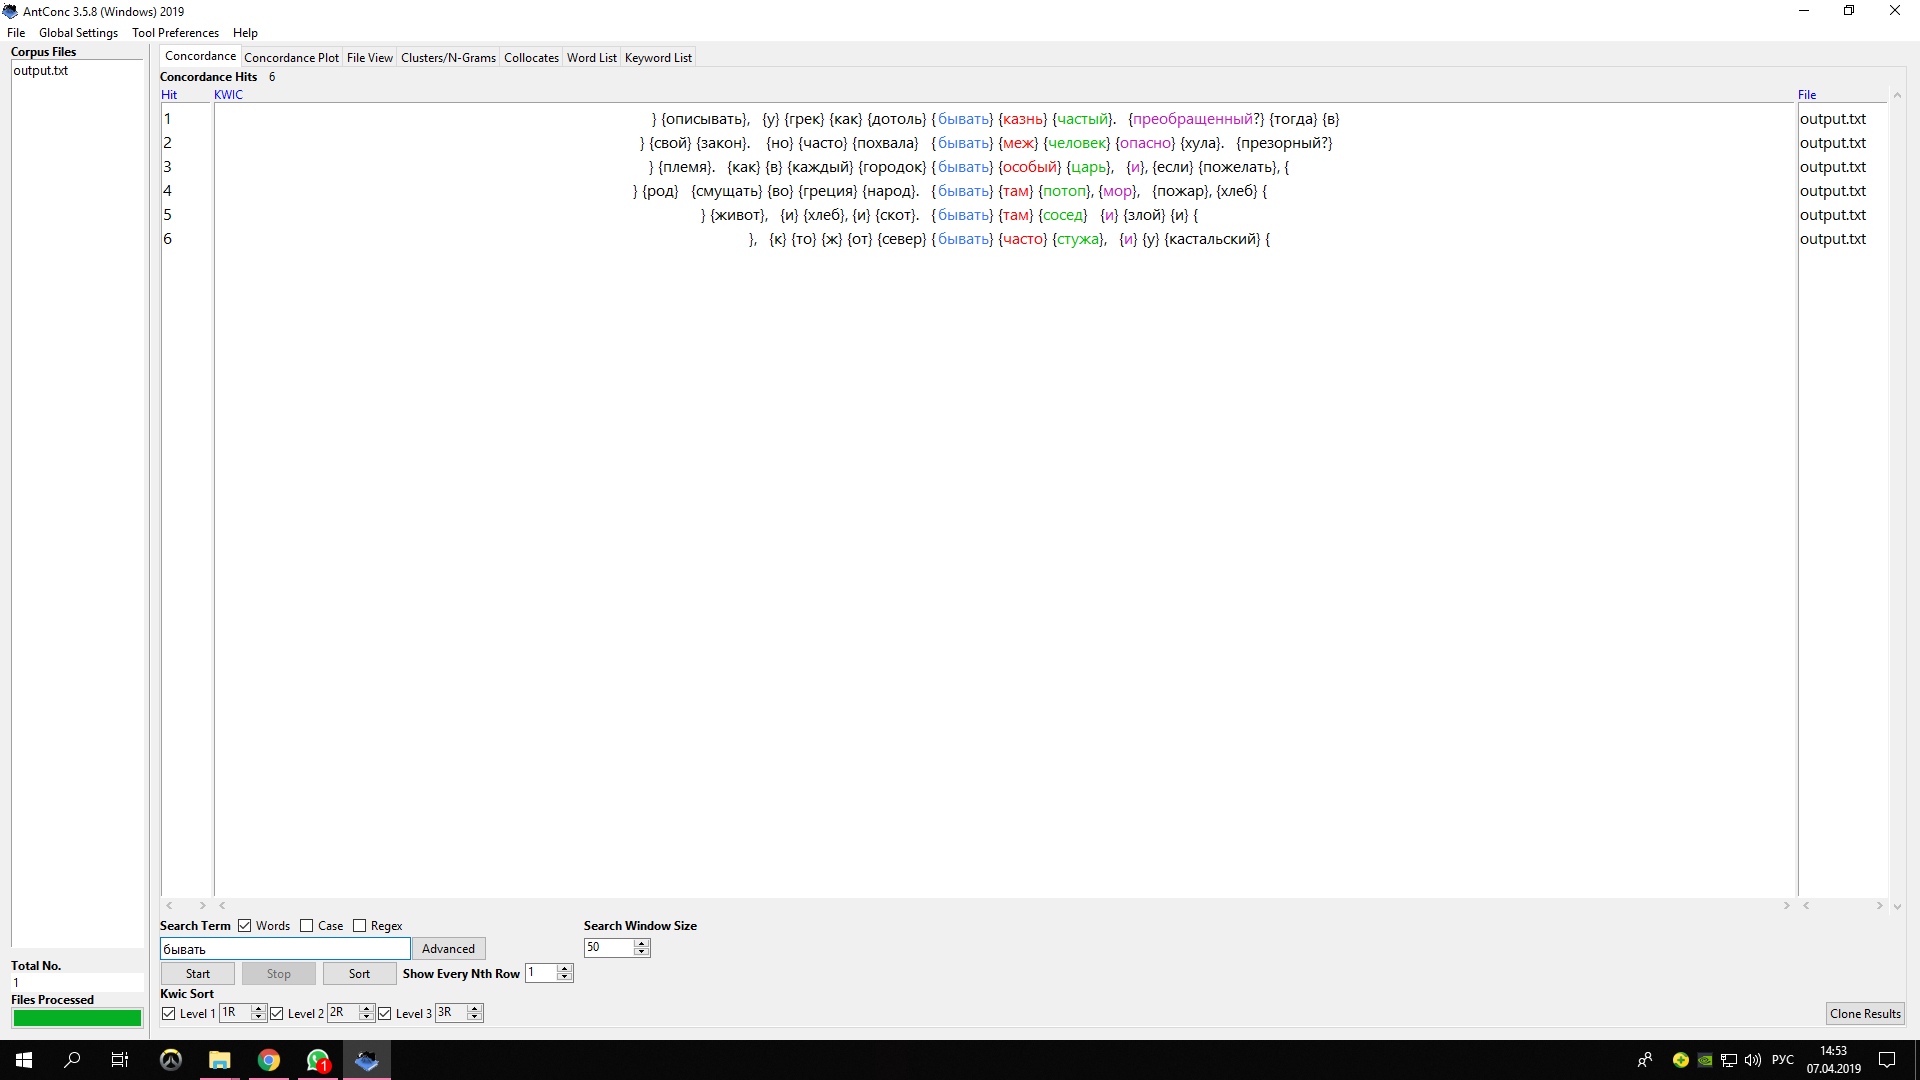 AntConc 3.5.8 (Windows) 2019
File Global Settings Tool Preferences Help
Corpus Files
output.txt
Concordance Concordance Plot File View Clusters/N-Grams Collocates Word List Keyword List
Concordance Hits 6
Hit KWIC File
1 } {описывать}, {у} {грек} {как} {дотоль} {бывать} {казнь} {частый}. {преобращенный?} {тогда} {в} output.txt
2 } {свой} {закон}. {но} {часто} {похвала} {бывать} {меж} {человек} {опасно} {хула}. {презорный?} output.txt
3 } {племя}. {как} {в} {каждый} {городок} {бывать} {особый} {царь}, {и}, {если} {пожелать}, { output.txt
4 } {род} {смущать} {во} {греция} {народ}. {бывать} {там} {потоп}, {мор}, {пожар}, {хлеб} { output.txt
5 } {живот}, {и} {хлеб}, {и} {скот}. {бывать} {там} {сосед} {и} {злой} {и} { output.txt
6 }, {к} {то} {ж} {от} {север} {бывать} {часто} {стужа}, {и} {у} {кастальский} { output.txt
Search Term Words Case Regex Search Window Size
бывать Advanced 50
Start Stop Sort Show Every Nth Row 1
Kwic Sort
Level 1 1R Level 2 2R Level 3 3R Clone Results
Total No.
1
Files Processed
1 РУС 14:53
07.04.2019